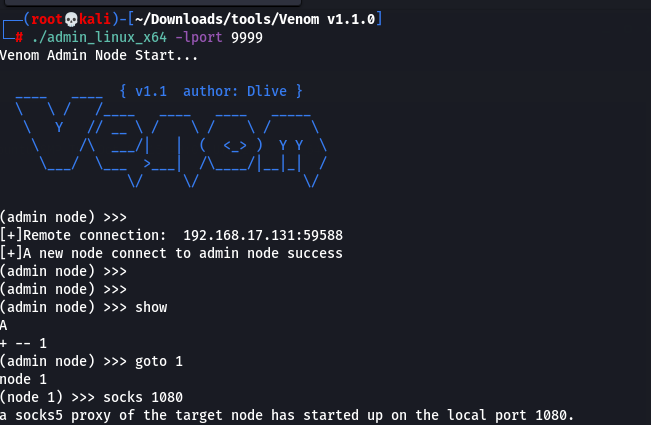 (root💀kali)-[~/Downloads/tools/Venom v1.1.0]
# ./admin_linux_x64 -lport 9999
Venom Admin Node Start...
{ v1.1  author: Dlive }
(admin node) >>>
[+]Remote connection:  192.168.17.131:59588
[+]A new node connect to admin node success
(admin node) >>>
(admin node) >>>
(admin node) >>> show
A
+ -- 1
(admin node) >>> goto 1
node 1
(node 1) >>> socks 1080
a socks5 proxy of the target node has started up on the local port 1080.